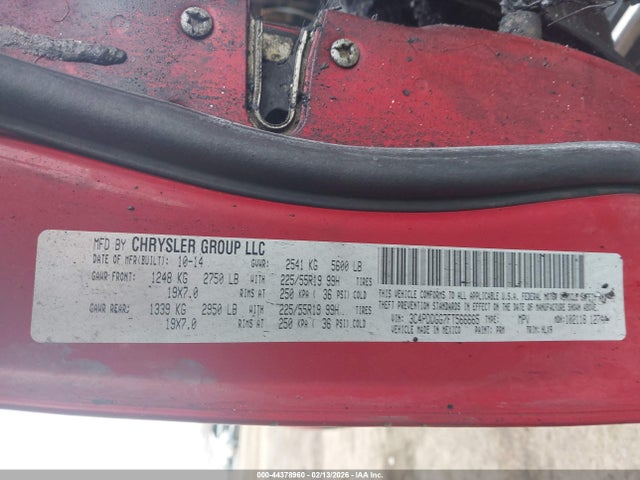 MFD BY CHRYSLER GROUP LLC
DATE OF MFR(BUILT): 10-14 GVWR: 2541 KG 5600 LB
GAWR-FRONT: 1248 KG 2750 LB WITH 225/55R19 99H TIRES
19X7.0 RIMS AT 250 KPA ( 36 PSI) COLD
GAWR REAR: 1339 KG 2950 LB WITH 225/55R19 99H TIRES
19X7.0 RIMS AT 250 KPA ( 36 PSI) COLD
THIS VEHICLE CONFORMS TO ALL APPLICABLE U.S.A. FEDERAL MOTOR VEHICLE SAFETY AND
THEFT PREVENTION STANDARDS IN EFFECT ON THE DATE OF MANUFACTURE SHOWN ABOVE.
VIN: 3C4PDDGG7FT566665 TYPE: MPV MDH: 102118
VEHICLE MADE IN MEXICO PAINT: PRM TRIM: HLXR
000-44378960 - 02/13/2026 - IAA Inc.